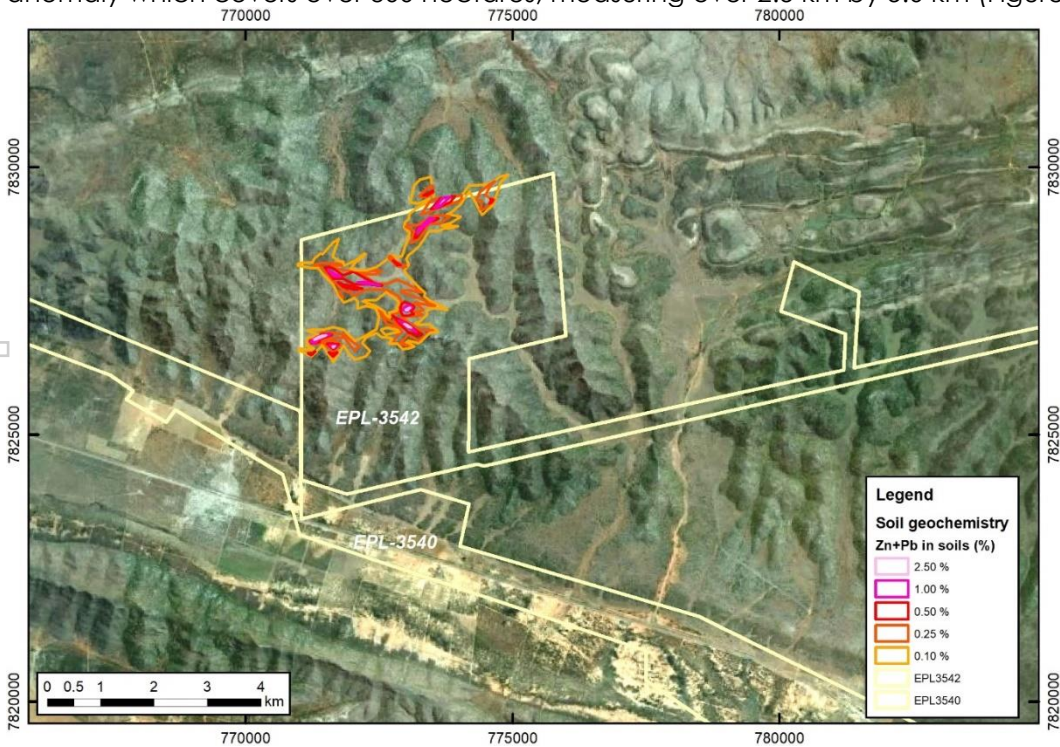 770000 775000 780000
7830000 7830000
7825000 7825000
EPL-3542
EPL-3540
Legend
Soil geochemistry
Zn+Pb in soils (%)
2.50 %
1.00 %
0.50 %
0.25 %
0.10 %
EPL3542
EPL3540
0 0.5 1 2 3 4
km
7820000 7820000
770000 775000 780000